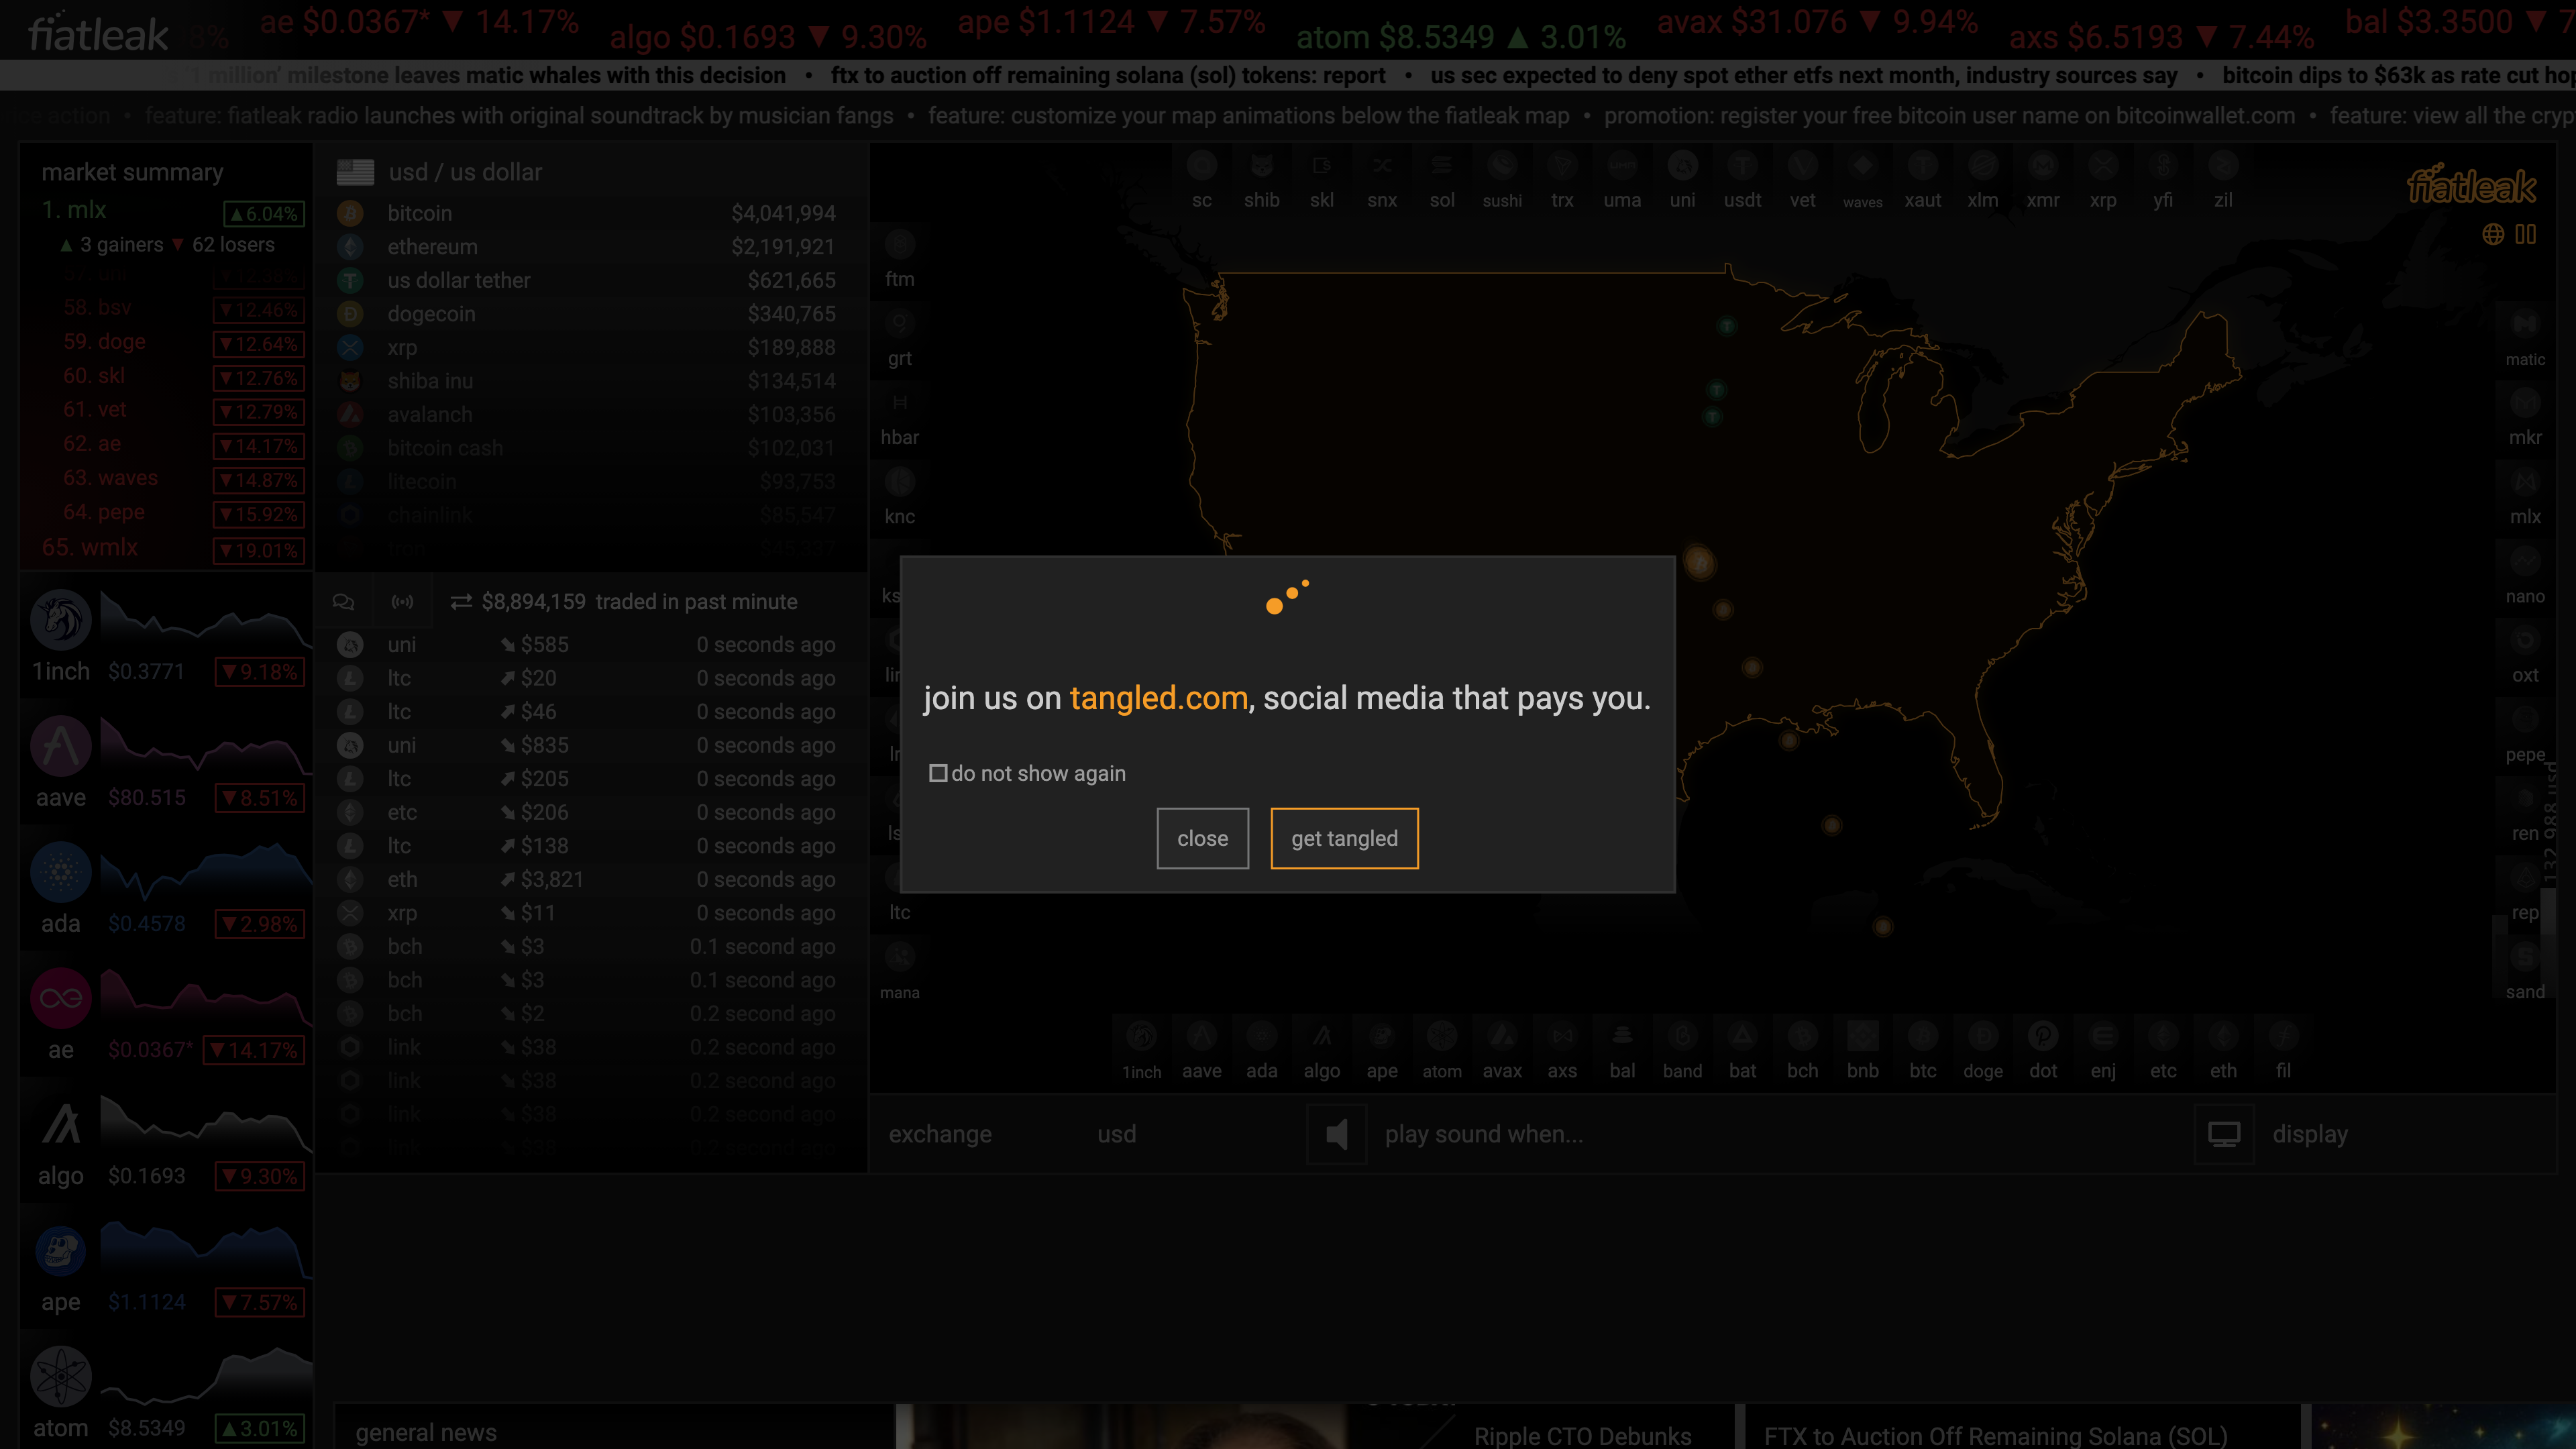 fiatleak
8%
ae $0.0367* ▼ 14.17%
algo $0.1693 ▼ 9.30%
ape $1.1124 ▼ 7.57%
atom $8.5349 ▲ 3.01%
avax $31.076 ▼ 9.94%
axs $6.5193 ▼ 7.44%
bal $3.3500 ▼ 7
'1 million' milestone leaves matic whales with this decision • ftx to auction off remaining solana (sol) tokens: report • us sec expected to deny spot ether etfs next month, industry sources say • bitcoin dips to $63k as rate cut hop
action • feature: fiatleak radio launches with original soundtrack by musician fangs • feature: customize your map animations below the fiatleak map • promotion: register your free bitcoin user name on bitcoinwallet.com • feature: view all the cryp
market summary
1. mlx ▲6.04%
▲ 3 gainers ▼ 62 losers
57. uni ▼12.38%
58. bsv ▼12.46%
59. doge ▼12.64%
60. skl ▼12.76%
61. vet ▼12.79%
62. ae ▼14.17%
63. waves ▼14.87%
64. pepe ▼15.92%
65. wmlx ▼19.01%
1inch $0.3771 ▼9.18%
aave $80.515 ▼8.51%
ada $0.4578 ▼2.98%
ae $0.0367* ▼14.17%
algo $0.1693 ▼9.30%
ape $1.1124 ▼7.57%
atom $8.5349 ▲3.01%
usd / us dollar
bitcoin $4,041,994
ethereum $2,191,921
us dollar tether $621,665
dogecoin $340,765
xrp $189,888
shiba inu $134,514
avalanch $103,356
bitcoin cash $102,031
litecoin $93,753
chainlink $85,547
tron $45,337
$8,894,159 traded in past minute
uni $585 0 seconds ago
ltc $20 0 seconds ago
ltc $46 0 seconds ago
uni $835 0 seconds ago
ltc $205 0 seconds ago
etc $206 0 seconds ago
ltc $138 0 seconds ago
eth $3,821 0 seconds ago
xrp $11 0 seconds ago
bch $3 0.1 second ago
bch $3 0.1 second ago
bch $2 0.2 second ago
link $38 0.2 second ago
link $38 0.2 second ago
link $38 0.2 second ago
link $38 0.2 second ago
sc shib skl snx sol sushi trx uma uni usdt vet waves xaut xlm xmr xrp yfi zil
fiatleak
ftm
grt
hbar
knc
ks
lin
lr
ls
ltc
mana
matic
mkr
mlx
nano
oxt
pepe
ren
rep
sand
132,988 usd
join us on tangled.com, social media that pays you.
do not show again
close
get tangled
1inch aave ada algo ape atom avax axs bal band bat bch bnb btc doge dot enj etc eth fil
exchange usd play sound when... display
general news
Ripple CTO Debunks
FTX to Auction Off Remaining Solana (SOL)